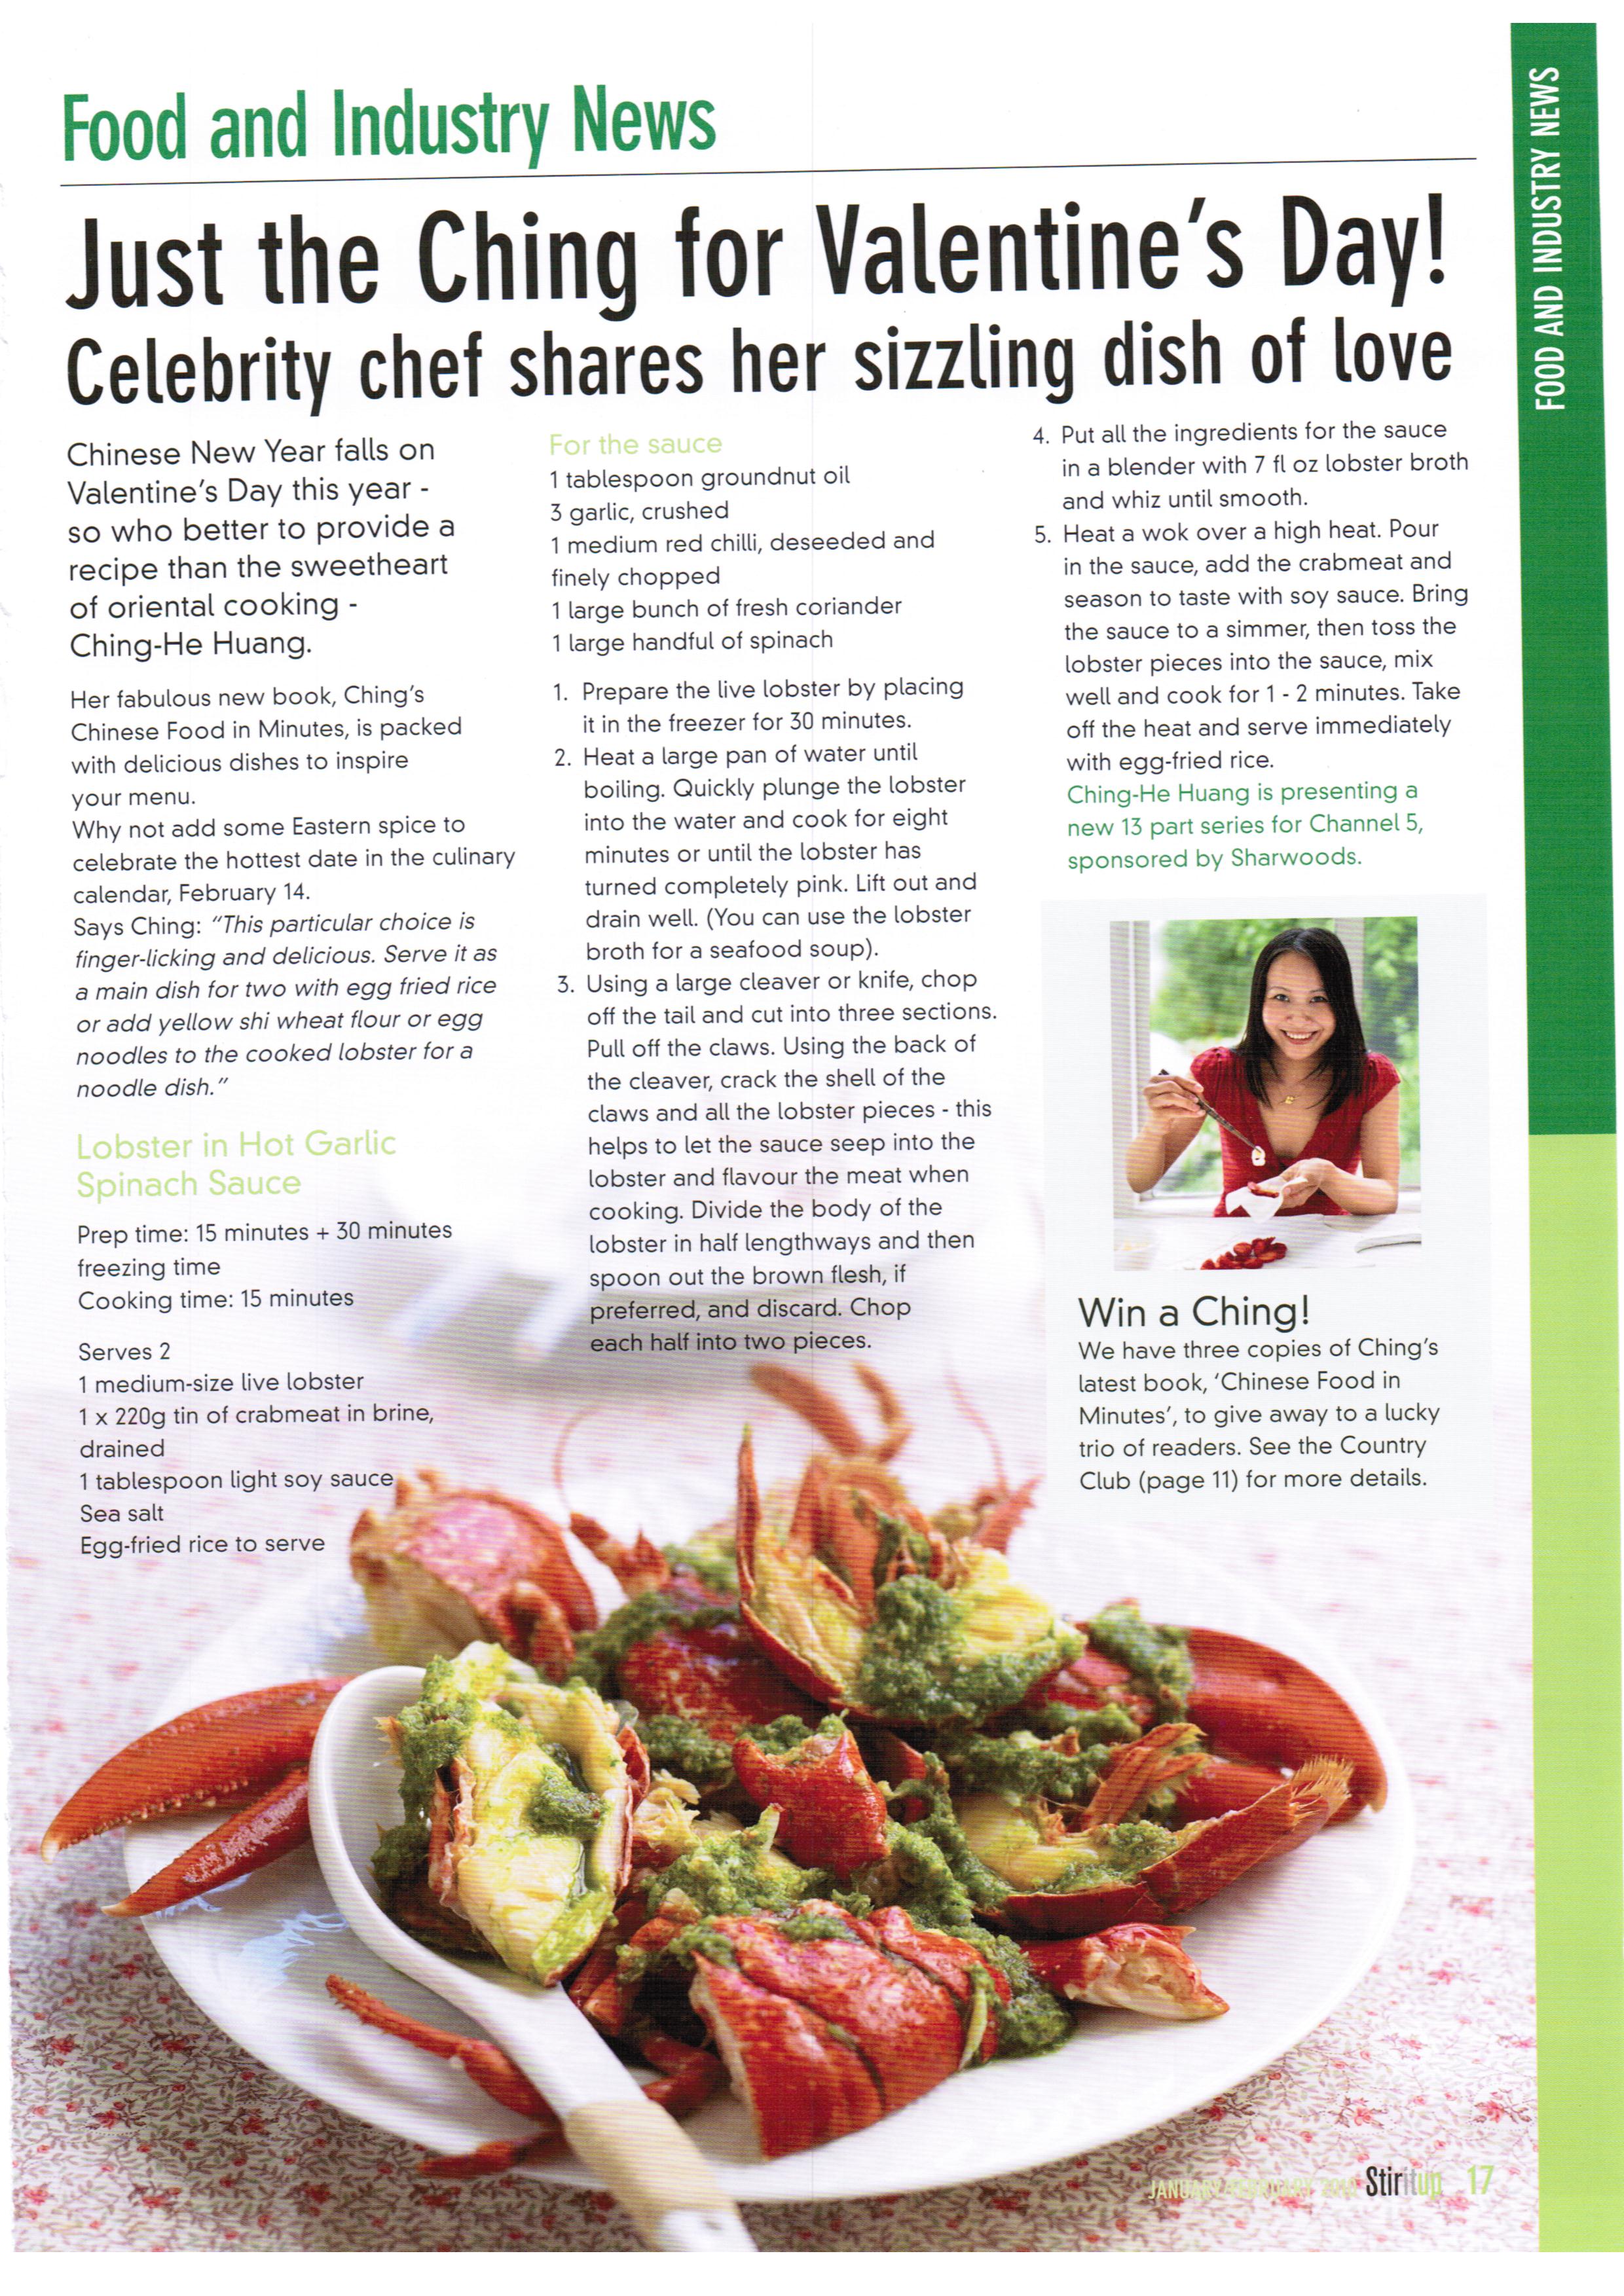 Food and Industry News
FOOD AND INDUSTRY NEWS
Just the Ching for Valentine's Day!
Celebrity chef shares her sizzling dish of love
Chinese New Year falls on
Valentine's Day this year -
so who better to provide a
recipe than the sweetheart
of oriental cooking -
Ching-He Huang.
Her fabulous new book, Ching's
Chinese Food in Minutes, is packed
with delicious dishes to inspire
your menu.
Why not add some Eastern spice to
celebrate the hottest date in the culinary
calendar, February 14.
Says Ching: "This particular choice is
finger-licking and delicious. Serve it as
a main dish for two with egg fried rice
or add yellow shi wheat flour or egg
noodles to the cooked lobster for a
noodle dish."
Lobster in Hot Garlic
Spinach Sauce
Prep time: 15 minutes + 30 minutes
freezing time
Cooking time: 15 minutes
Serves 2
1 medium-size live lobster
1 x 220g tin of crabmeat in brine,
drained
1 tablespoon light soy sauce
Sea salt
Egg-fried rice to serve
For the sauce
1 tablespoon groundnut oil
3 garlic, crushed
1 medium red chilli, deseeded and
finely chopped
1 large bunch of fresh coriander
1 large handful of spinach
1. Prepare the live lobster by placing
it in the freezer for 30 minutes.
2. Heat a large pan of water until
boiling. Quickly plunge the lobster
into the water and cook for eight
minutes or until the lobster has
turned completely pink. Lift out and
drain well. (You can use the lobster
broth for a seafood soup).
3. Using a large cleaver or knife, chop
off the tail and cut into three sections.
Pull off the claws. Using the back of
the cleaver, crack the shell of the
claws and all the lobster pieces - this
helps to let the sauce seep into the
lobster and flavour the meat when
cooking. Divide the body of the
lobster in half lengthways and then
spoon out the brown flesh, if
preferred, and discard. Chop
each half into two pieces.
4. Put all the ingredients for the sauce
in a blender with 7 fl oz lobster broth
and whiz until smooth.
5. Heat a wok over a high heat. Pour
in the sauce, add the crabmeat and
season to taste with soy sauce. Bring
the sauce to a simmer, then toss the
lobster pieces into the sauce, mix
well and cook for 1 - 2 minutes. Take
off the heat and serve immediately
with egg-fried rice.
Ching-He Huang is presenting a
new 13 part series for Channel 5,
sponsored by Sharwoods.
Win a Ching!
We have three copies of Ching's
latest book, 'Chinese Food in
Minutes', to give away to a lucky
trio of readers. See the Country
Club (page 11) for more details.
JANUARY/FEBRUARY Stiritup 17